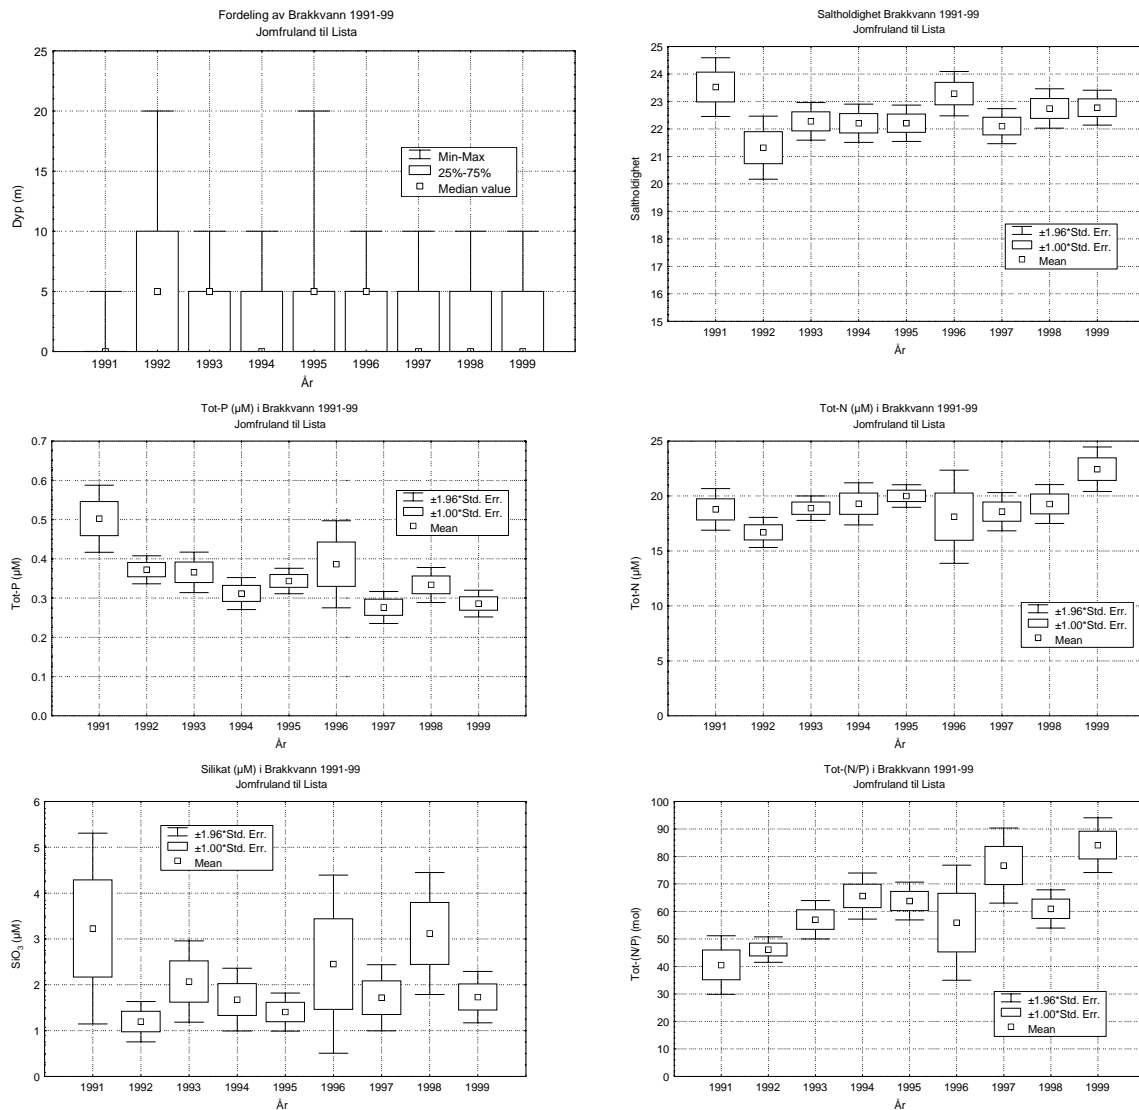 Fordeling av Brakkvann 1991-99
Jomfruland til Lista
25
20
15
10
5
0
Dyp (m)
Min-Max
25%-75%
Median value
1991 1992 1993 1994 1995 1996 1997 1998 1999
År
Saltholdighet Brakkvann 1991-99
Jomfruland til Lista
25
24
23
22
21
20
19
18
17
16
15
Saltholdighet
±1.96*Std. Err.
±1.00*Std. Err.
Mean
1991 1992 1993 1994 1995 1996 1997 1998 1999
År
Tot-P (µM) i Brakkvann 1991-99
Jomfruland til Lista
0.7
0.6
0.5
0.4
0.3
0.2
0.1
0.0
Tot-P (µM)
±1.96*Std. Err.
±1.00*Std. Err.
Mean
1991 1992 1993 1994 1995 1996 1997 1998 1999
År
Tot-N (µM) i Brakkvann 1991-99
Jomfruland til Lista
25
20
15
10
5
0
Tot-N (µM)
±1.96*Std. Err.
±1.00*Std. Err.
Mean
1991 1992 1993 1994 1995 1996 1997 1998 1999
År
Silikat (µM) i Brakkvann 1991-99
Jomfruland til Lista
6
5
4
3
2
1
0
SiO3 (µM)
±1.96*Std. Err.
±1.00*Std. Err.
Mean
1991 1992 1993 1994 1995 1996 1997 1998 1999
År
Tot-(N/P) i Brakkvann 1991-99
Jomfruland til Lista
100
90
80
70
60
50
40
30
20
10
0
Tot-(N/P) (mol)
±1.96*Std. Err.
±1.00*Std. Err.
Mean
1991 1992 1993 1994 1995 1996 1997 1998 1999
År